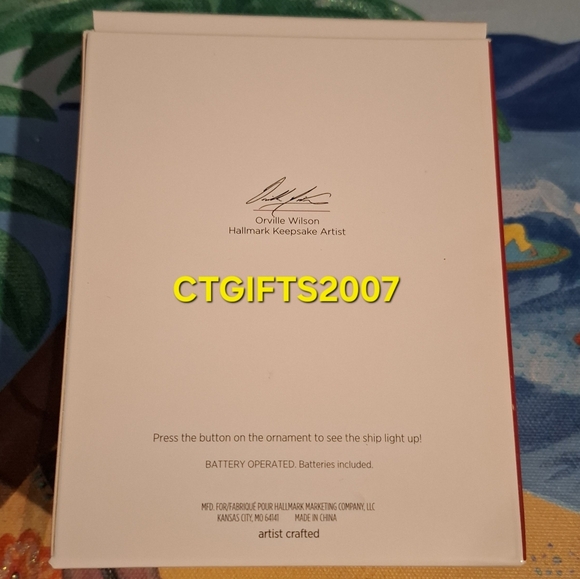 Orville Wilson
Hallmark Keepsake Artist
CTGIFTS2007
Press the button on the ornament to see the ship light up!
BATTERY OPERATED. Batteries included.
MFD. FOR/FABRIQUÉ POUR HALLMARK MARKETING COMPANY, LLC
KANSAS CITY, MO 64141 MADE IN CHINA
artist crafted